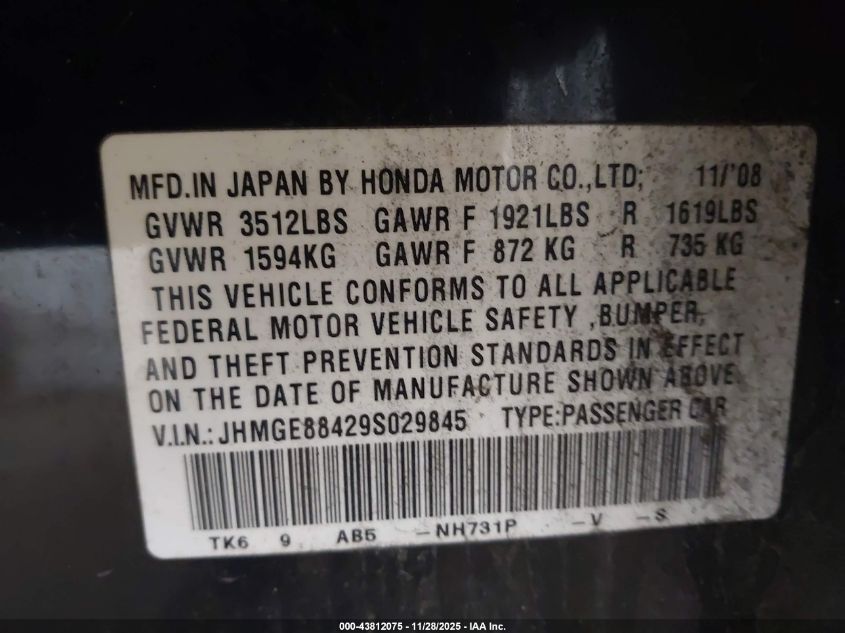 MFD.IN JAPAN BY HONDA MOTOR CO.,LTD; 11/'08
GVWR 3512LBS GAWR F 1921LBS R 1619LBS
GVWR 1594KG GAWR F 872 KG R 735 KG
THIS VEHICLE CONFORMS TO ALL APPLICABLE
FEDERAL MOTOR VEHICLE SAFETY ,BUMPER,
AND THEFT PREVENTION STANDARDS IN EFFECT
ON THE DATE OF MANUFACTURE SHOWN ABOVE.
V.I.N.: JHMGE88429S029845 TYPE:PASSENGER CAR
TK6 9 AB5 -NH731P -V -S
000-43812075 - 11/28/2025 - IAA Inc.